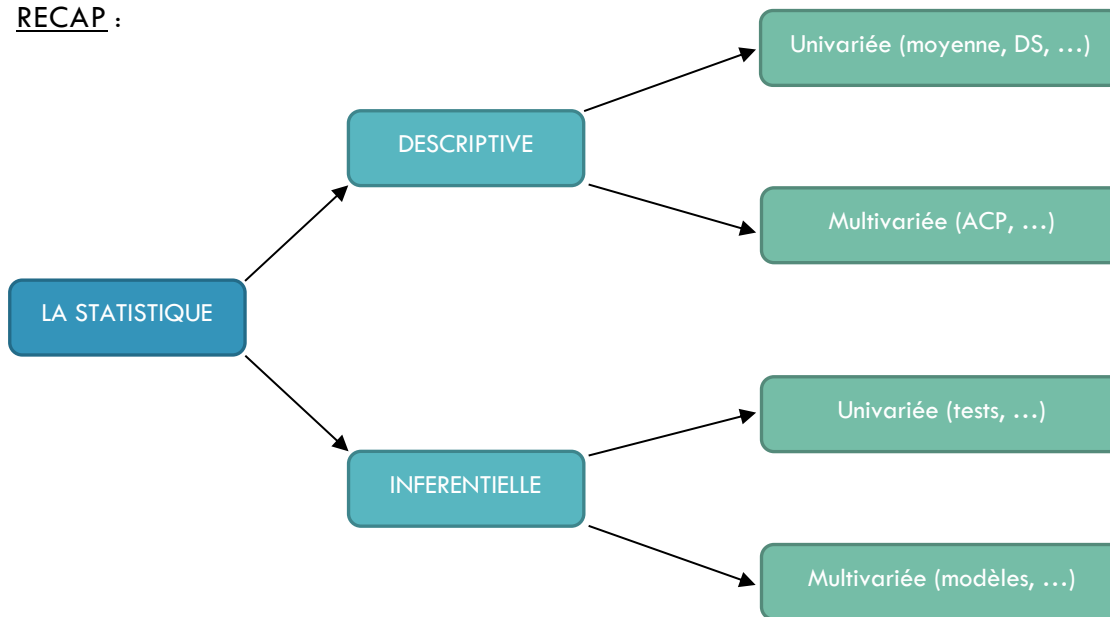 RECAP :
Univariée (moyenne, DS, …)
DESCRIPTIVE
Multivariée (ACP, …)
LA STATISTIQUE
Univariée (tests, …)
INFERENTIELLE
Multivariée (modèles, …)